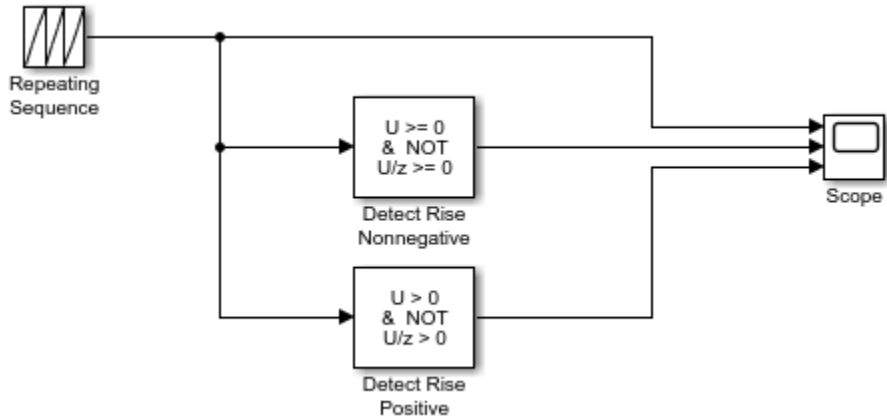 Repeating
Sequence
U >= 0
& NOT
U/z >= 0
Detect Rise
Nonnegative
Scope
U > 0
& NOT
U/z > 0
Detect Rise
Positive